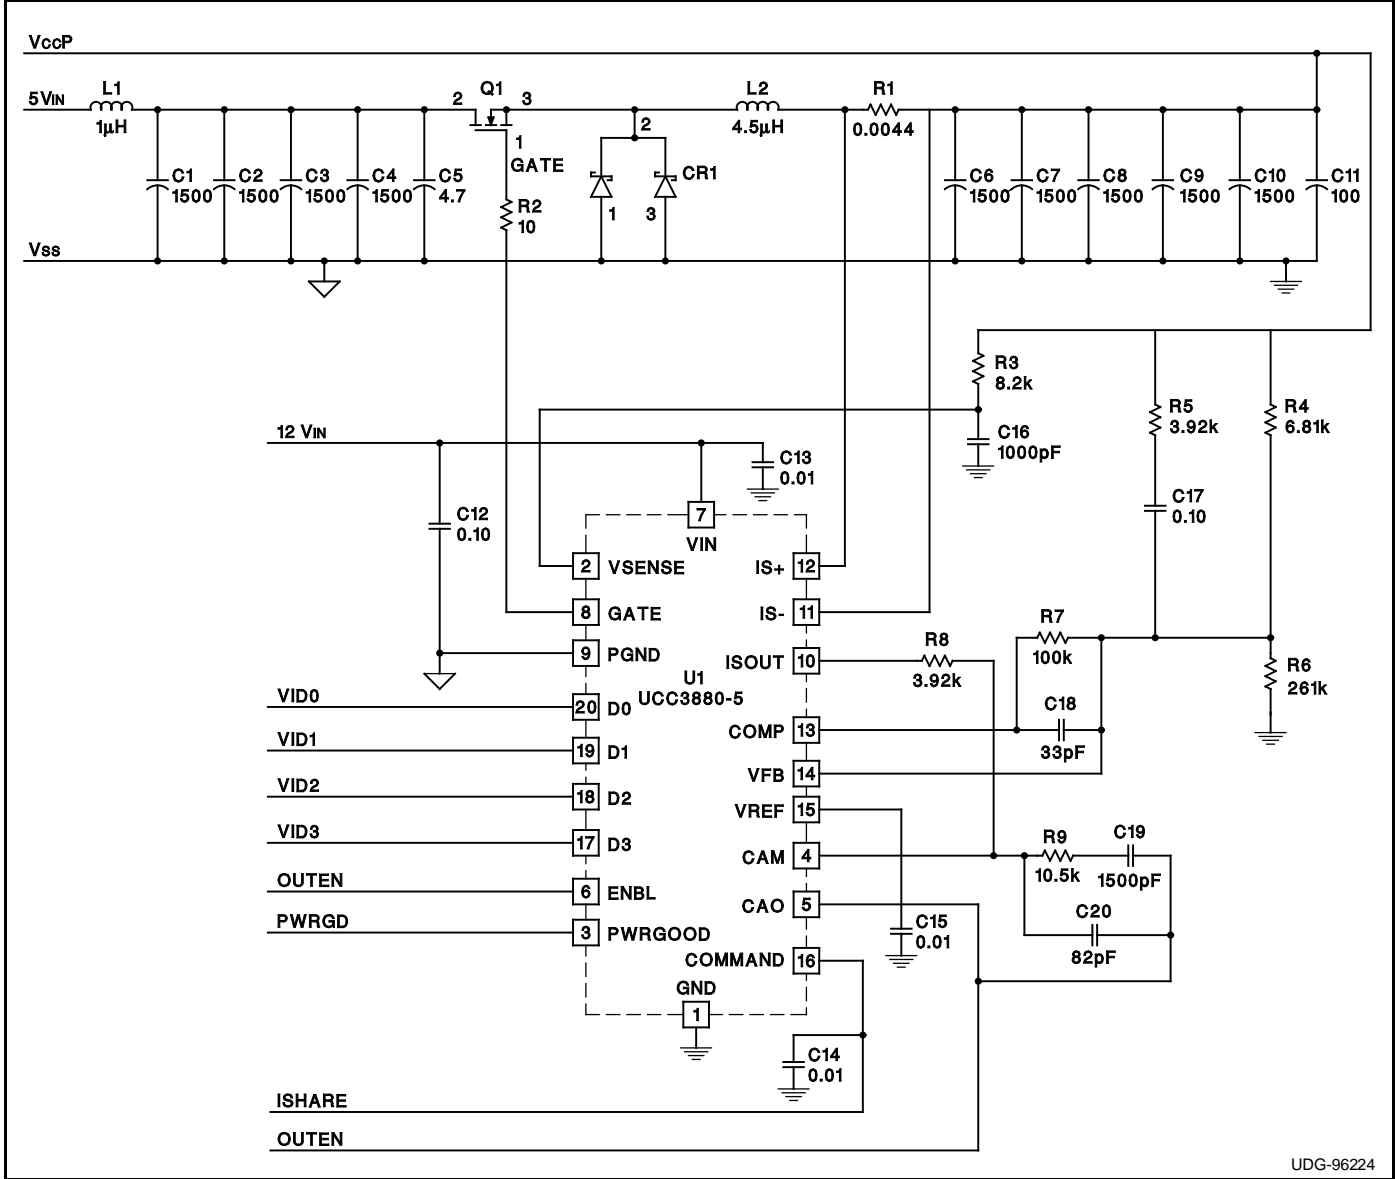 VCCP
5VIN
L1
1µH
2
Q1
3
1
GATE
R2
10
2
1
3
CR1
L2
4.5µH
R1
0.0044
C1
1500
C2
1500
C3
1500
C4
1500
C5
4.7
C6
1500
C7
1500
C8
1500
C9
1500
C10
1500
C11
100
VSS
R3
8.2k
R5
3.92k
R4
6.81k
12 VIN
C16
1000pF
C13
0.01
C12
0.10
C17
0.10
7
VIN
2 VSENSE
IS+ 12
8 GATE
IS- 11
9 PGND
ISOUT 10
R8
3.92k
R7
100k
R6
261k
U1
UCC3880-5
VID0
20 D0
COMP 13
C18
33pF
VID1
19 D1
VFB 14
VID2
18 D2
VREF 15
VID3
17 D3
CAM 4
R9
10.5k
C19
1500pF
OUTEN
6 ENBL
CAO 5
C20
82pF
PWRGD
3 PWRGOOD
C15
0.01
COMMAND 16
GND
1
C14
0.01
ISHARE
OUTEN
UDG-96224